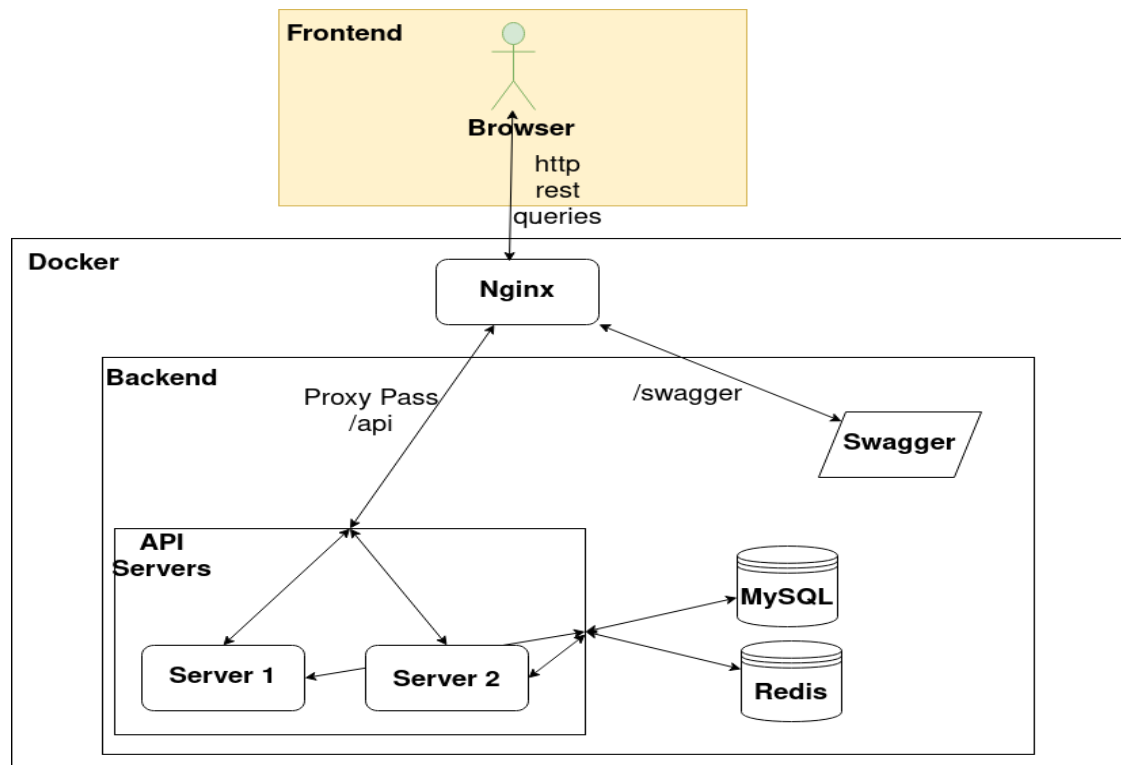 Frontend
Browser
http
rest
queries
Docker
Nginx
Backend
Proxy Pass
/api
/swagger
Swagger
API
Servers
MySQL
Server 1
Server 2
Redis